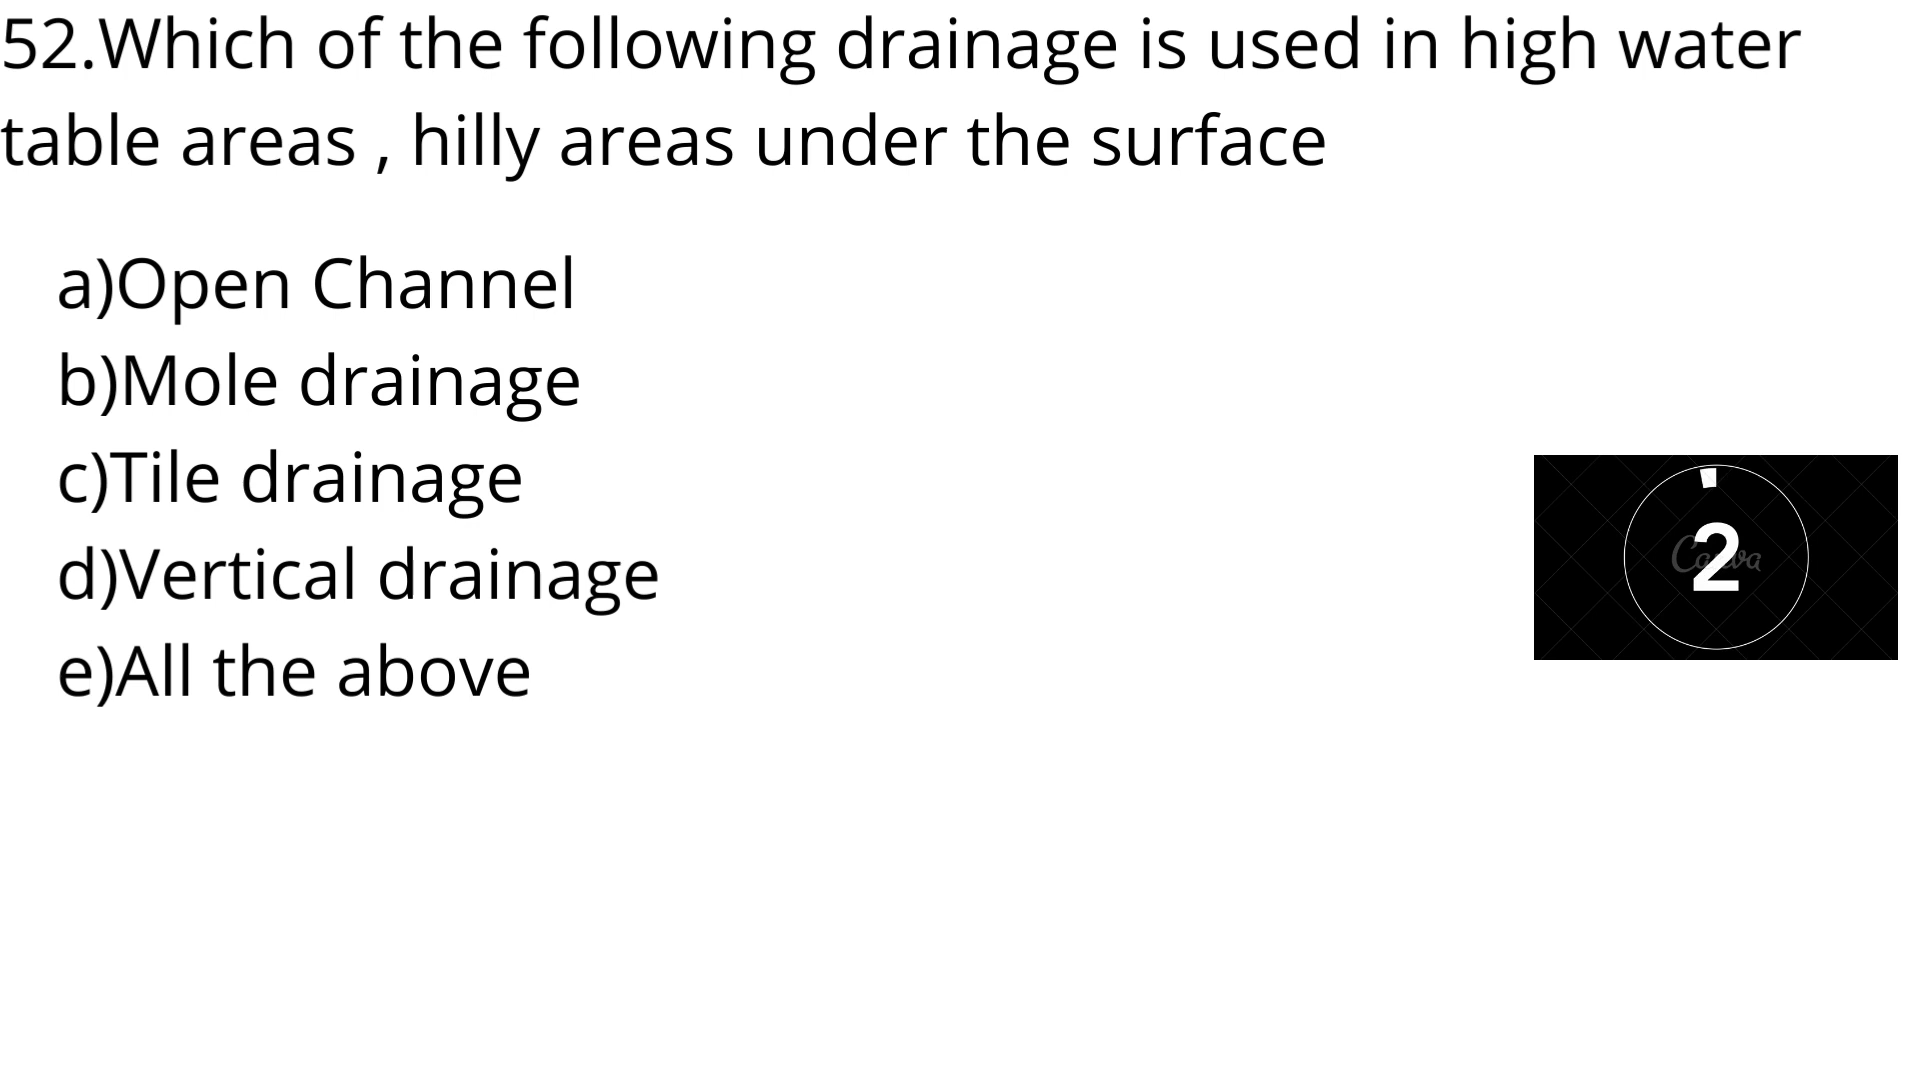 52.Which of the following drainage is used in high water
table areas , hilly areas under the surface
a)Open Channel
b)Mole drainage
c)Tile drainage
d)Vertical drainage
e)All the above
Canva
2